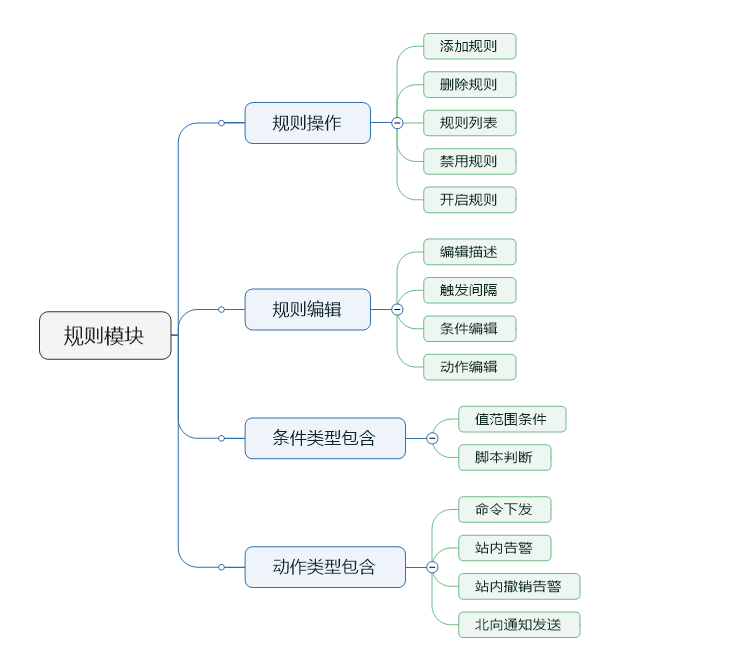 规则模块
规则操作
添加规则
删除规则
规则列表
禁用规则
开启规则
规则编辑
编辑描述
触发间隔
条件编辑
动作编辑
条件类型包含
值范围条件
脚本判断
动作类型包含
命令下发
站内告警
站内撤销告警
北向通知发送